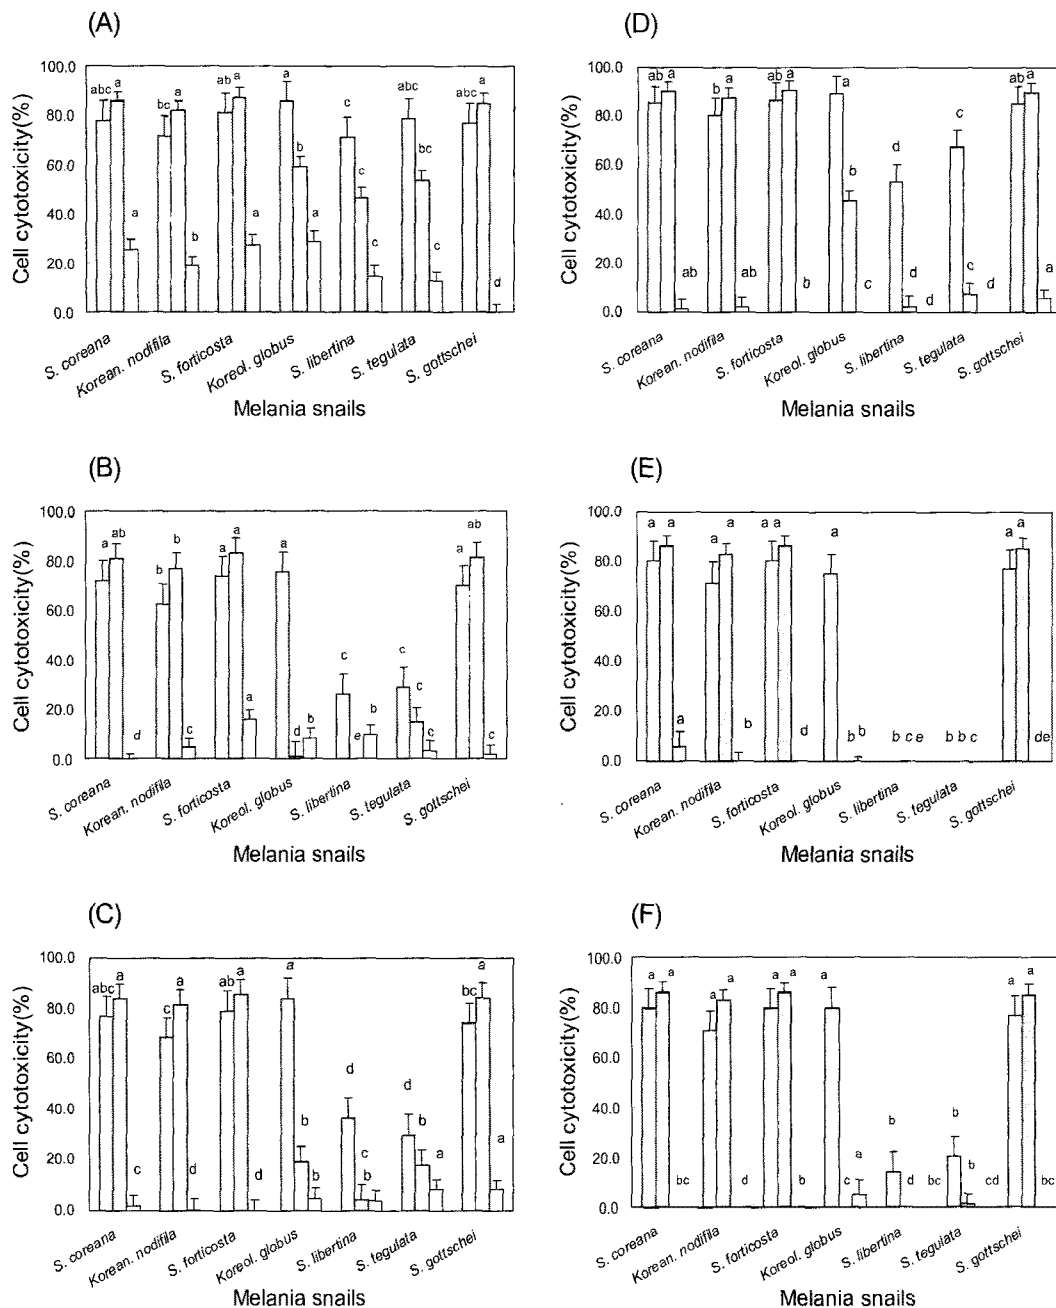 (A)
Cell cytotoxicity(%)
100.0
80.0
60.0
40.0
20.0
0.0
abc a a
bc a b
ab a a
a b a
c c c
abc bc c
abc a d
S. coreana
Korean. nodifila
S. forticosta
Koreol. globus
S. libertina
S. tegulata
S. gottschei
Melania snails
(B)
Cell cytotoxicity(%)
100.0
80.0
60.0
40.0
20.0
0.0
a ab d
b b c
a a a
a d b
c e b
c c c
a ab c
S. coreana
Korean. nodifila
S. forticosta
Koreol. globus
S. libertina
S. tegulata
S. gottschei
Melania snails
(C)
Cell cytotoxicity(%)
100.0
80.0
60.0
40.0
20.0
0.0
abc a c
c a d
ab a d
a b b
d c b
d b a
bc a a
S. coreana
Korean. nodifila
S. forticosta
Koreol. globus
S. libertina
S. tegulata
S. gottschei
Melania snails
(D)
Cell cytotoxicity(%)
100.0
80.0
60.0
40.0
20.0
0.0
ab a ab
b a ab
ab a b
a b c
d d d
c c d
ab a a
S. coreana
Korean. nodifila
S. forticosta
Koreol. globus
S. libertina
S. tegulata
S. gottschei
Melania snails
(E)
Cell cytotoxicity(%)
100.0
80.0
60.0
40.0
20.0
0.0
a a a
a a b
a a d
a b b
b c e
b b c
a a de
S. coreana
Korean. nodifila
S. forticosta
Koreol. globus
S. libertina
S. tegulata
S. gottschei
Melania snails
(F)
Cell cytotoxicity(%)
100.0
80.0
60.0
40.0
20.0
0.0
a a bc
a a d
a a b
a c a
b d bc
b b cd
a a bc
S. coreana
Korean. nodifila
S. forticosta
Koreol. globus
S. libertina
S. tegulata
S. gottschei
Melania snails